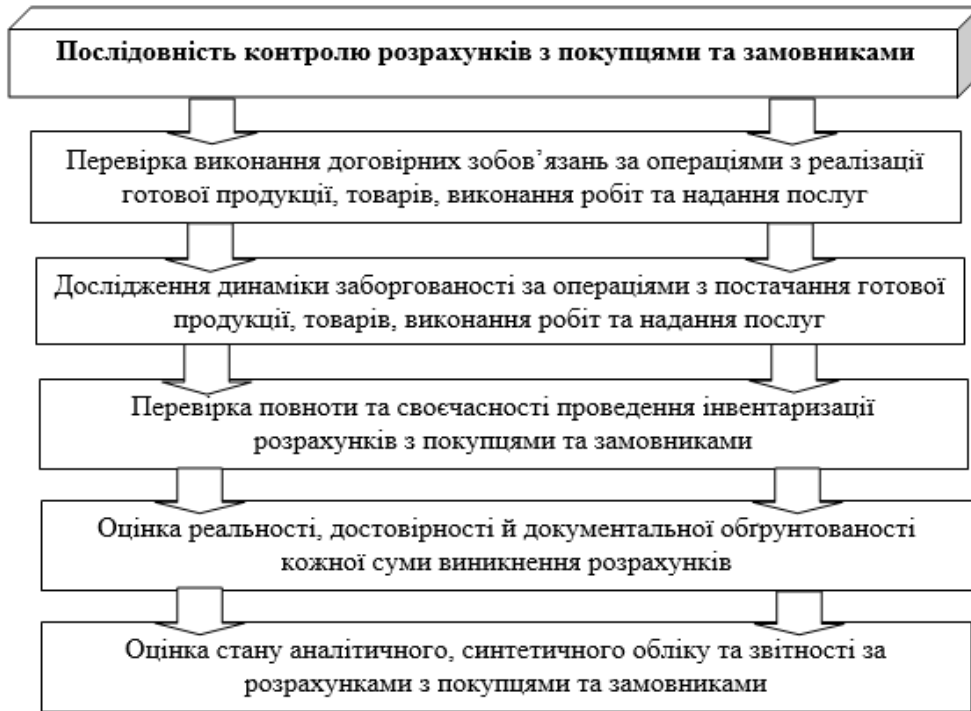 Послідовність контролю розрахунків з покупцями та замовниками
Перевірка виконання договірних зобов’язань за операціями з реалізації
готової продукції, товарів, виконання робіт та надання послуг
Дослідження динаміки заборгованості за операціями з постачання готової
продукції, товарів, виконання робіт та надання послуг
Перевірка повноти та своєчасності проведення інвентаризації
розрахунків з покупцями та замовниками
Оцінка реальності, достовірності й документальної обґрунтованості
кожної суми виникнення розрахунків
Оцінка стану аналітичного, синтетичного обліку та звітності за
розрахунками з покупцями та замовниками